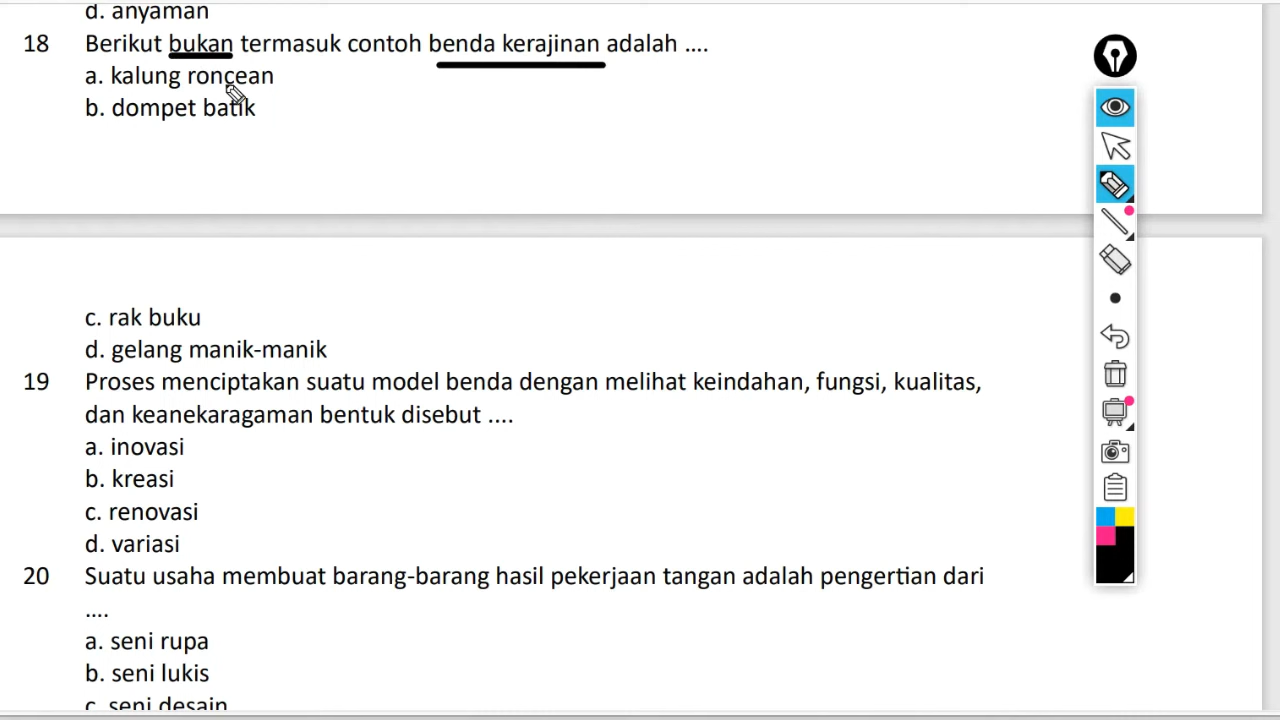 d. anyaman
18 Berikut bukan termasuk contoh benda kerajinan adalah ....
a. kalung roncean
b. dompet batik
c. rak buku
d. gelang manik-manik
19 Proses menciptakan suatu model benda dengan melihat keindahan, fungsi, kualitas,
dan keanekaragaman bentuk disebut ....
a. inovasi
b. kreasi
c. renovasi
d. variasi
20 Suatu usaha membuat barang-barang hasil pekerjaan tangan adalah pengertian dari
....
a. seni rupa
b. seni lukis
c. seni desain